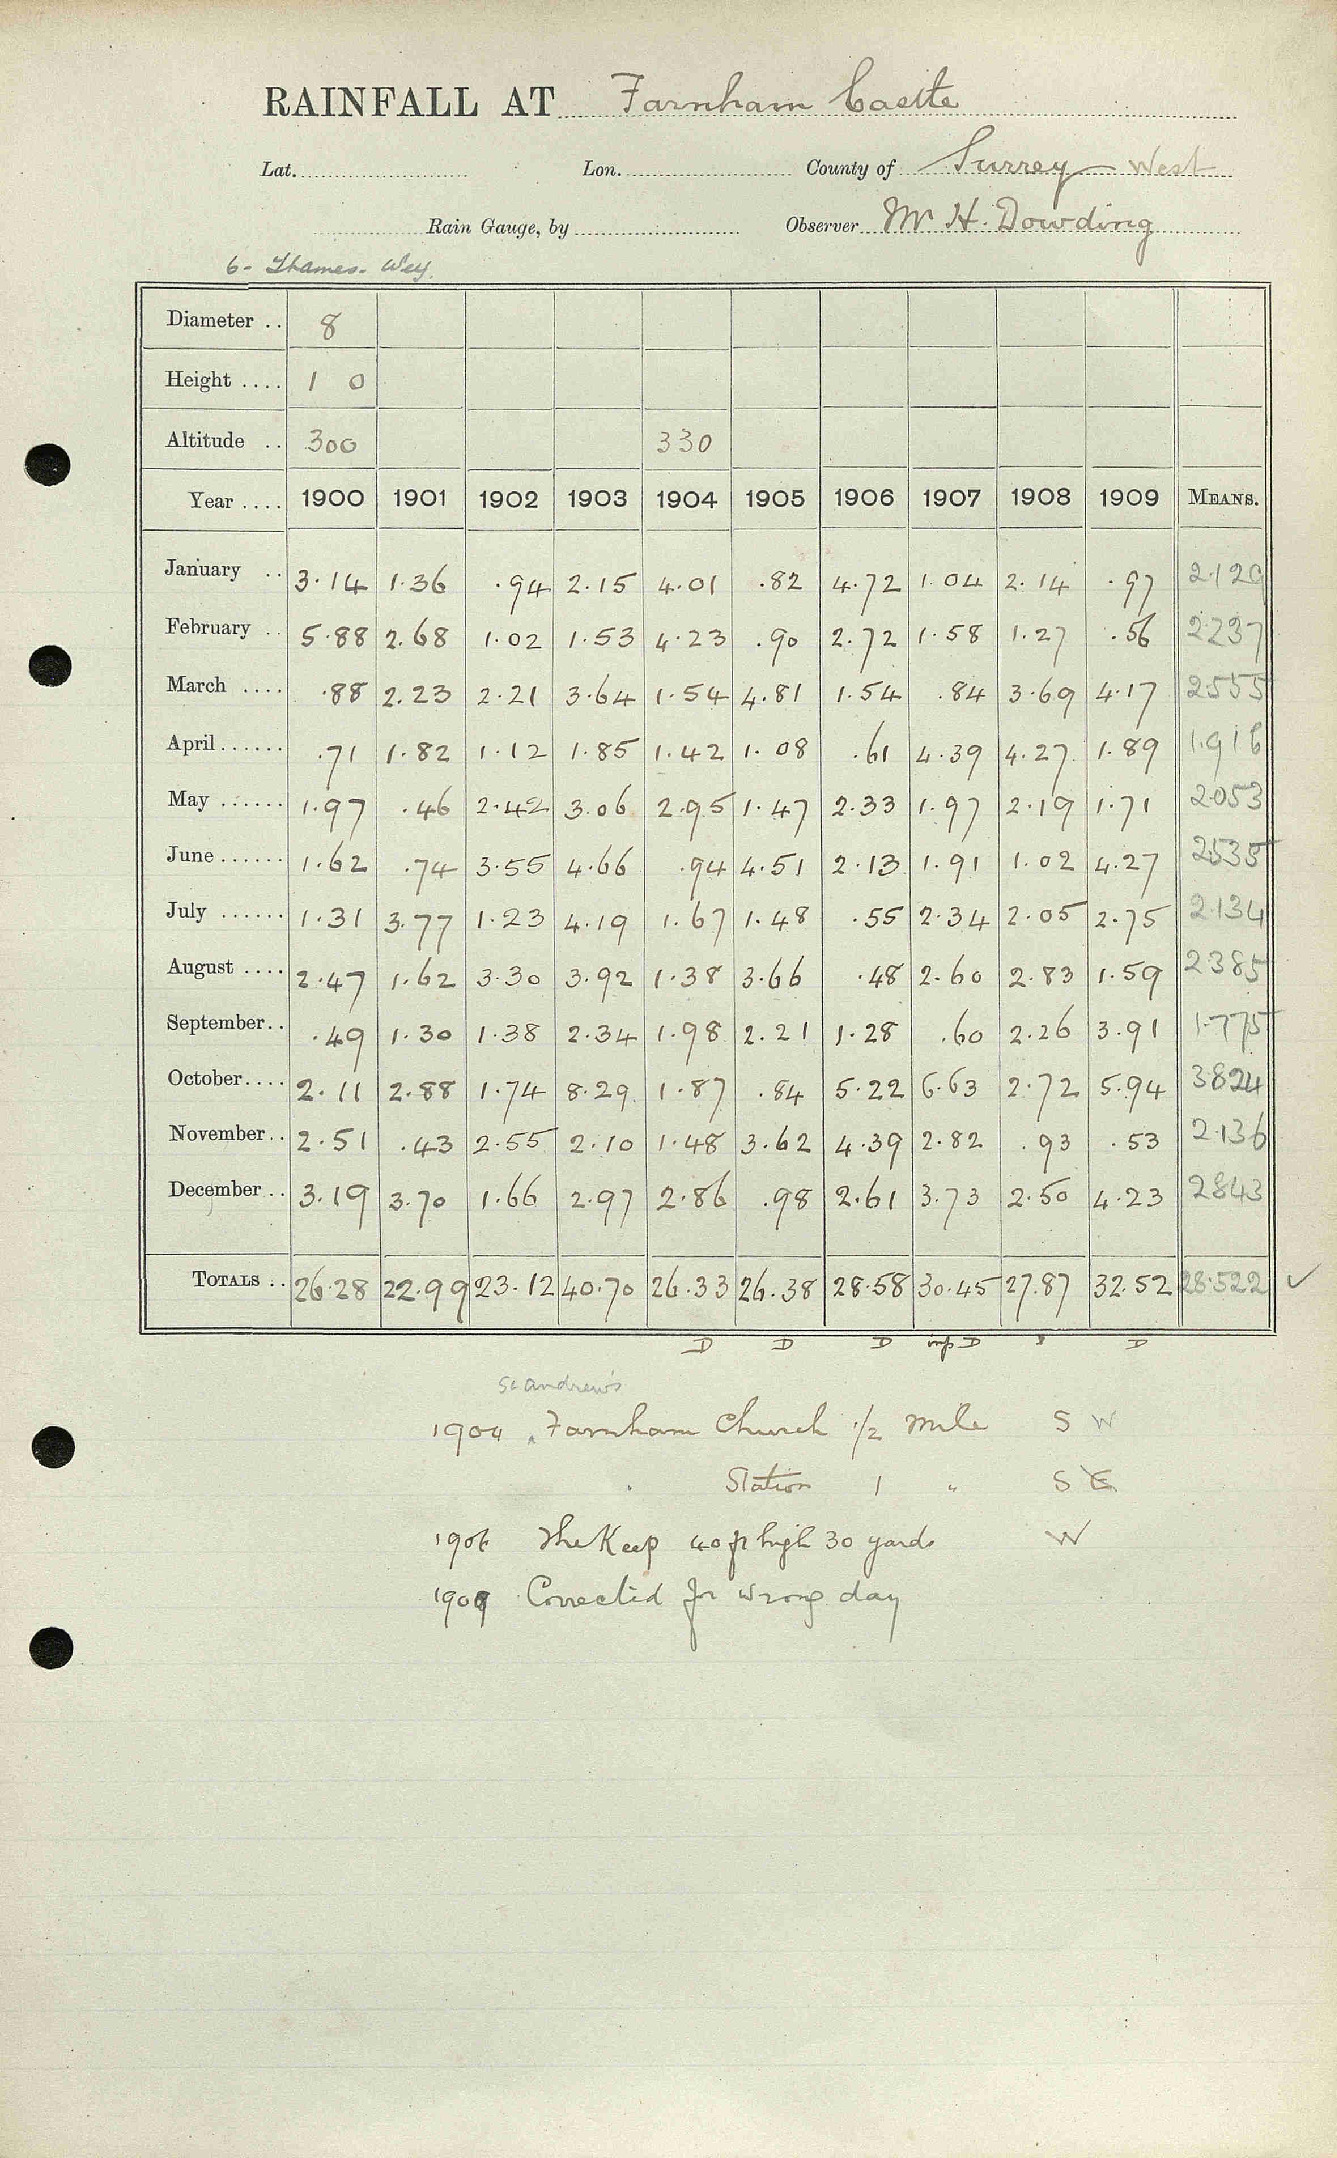 RAINFALL AT Farnham Castle
Lat. Lon. County of Surrey West
Rain Gauge, by Observer Mr H. Dowding
6- Thames- Wey.
Diameter .. 8
Height .... 1 0
Altitude .. 300 330
Year .... 1900 1901 1902 1903 1904 1905 1906 1907 1908 1909 MEANS.
January .. 3.14 1.36 .94 2.15 4.01 .82 4.72 1.04 2.14 .97 2.129
February .. 5.88 2.68 1.02 1.53 4.23 .90 2.72 1.58 1.27 .56 2237
March .... .88 2.23 2.21 3.64 1.54 4.81 1.54 .84 3.69 4.17 2.555
April ...... .71 1.82 1.12 1.85 1.42 1.08 .61 4.39 4.27 1.89 1.916
May ...... 1.97 .46 2.42 3.06 2.95 1.47 2.33 1.97 2.19 1.71 2053
June ...... 1.62 .74 3.55 4.66 .94 4.51 2.13 1.91 1.02 4.27 2535
July ...... 1.31 3.77 1.23 4.19 1.67 1.48 .55 2.34 2.05 2.75 2.134
August .... 2.47 1.62 3.30 3.92 1.38 3.66 .48 2.60 2.83 1.59 2385
September.. .49 1.30 1.38 2.34 1.98 2.21 1.28 .60 2.26 3.91 1.775
October.... 2.11 2.88 1.74 8.29 1.87 .84 5.22 6.63 2.72 5.94 3824
November.. 2.51 .43 2.55 2.10 1.48 3.62 4.39 2.82 .93 .53 2.136
December .. 3.19 3.70 1.66 2.97 2.86 .98 2.61 3.73 2.50 4.23 2843
TOTALS .. 26.28 22.99 23.12 40.70 26.33 26.38 28.58 30.45 27.87 32.52 28.522 ✓
D D D imp D D
St Andrew's
1904 Farnham Church 1/2 mile S W
Station 1 " S E
1906 The Keep 40 ft high 30 yards W
1909 Corrected for wrong day